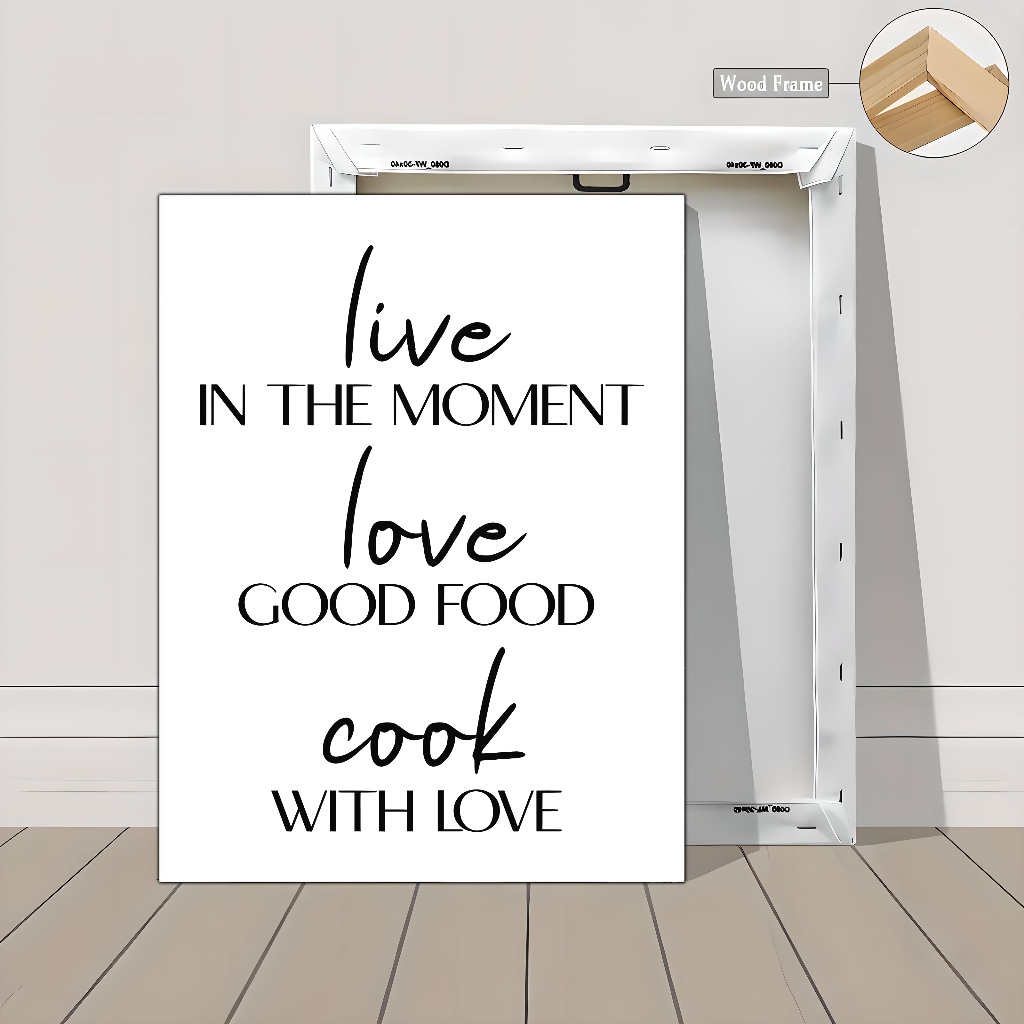 Wood Frame
live
IN THE MOMENT
love
GOOD FOOD
cook
WITH LOVE